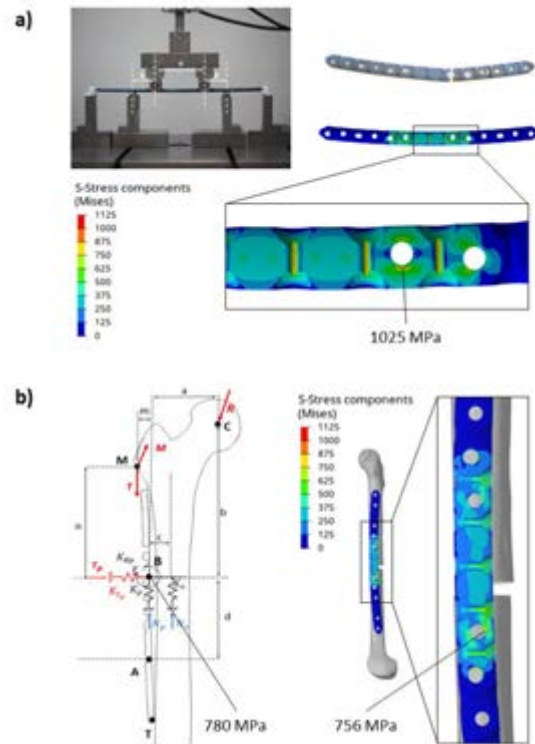 a)
S-Stress components
(Mises)
1125
1000
875
750
625
500
375
250
125
0
1025 MPa
b)
a
m
R
C
M
M
T
n
b
B
d
A
T
780 MPa
S-Stress components
(Mises)
1125
1000
875
750
625
500
375
250
125
0
756 MPa